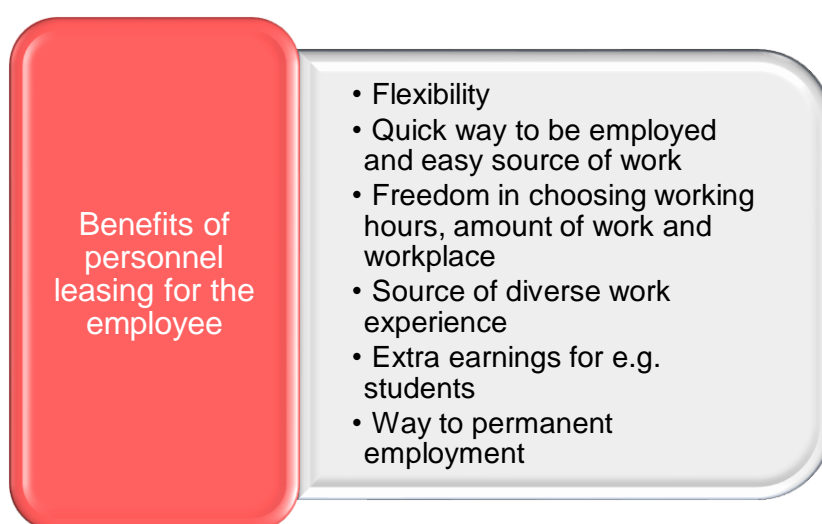 Benefits of
personnel
leasing for the
employee
• Flexibility
• Quick way to be employed
and easy source of work
• Freedom in choosing working
hours, amount of work and
workplace
• Source of diverse work
experience
• Extra earnings for e.g.
students
• Way to permanent
employment